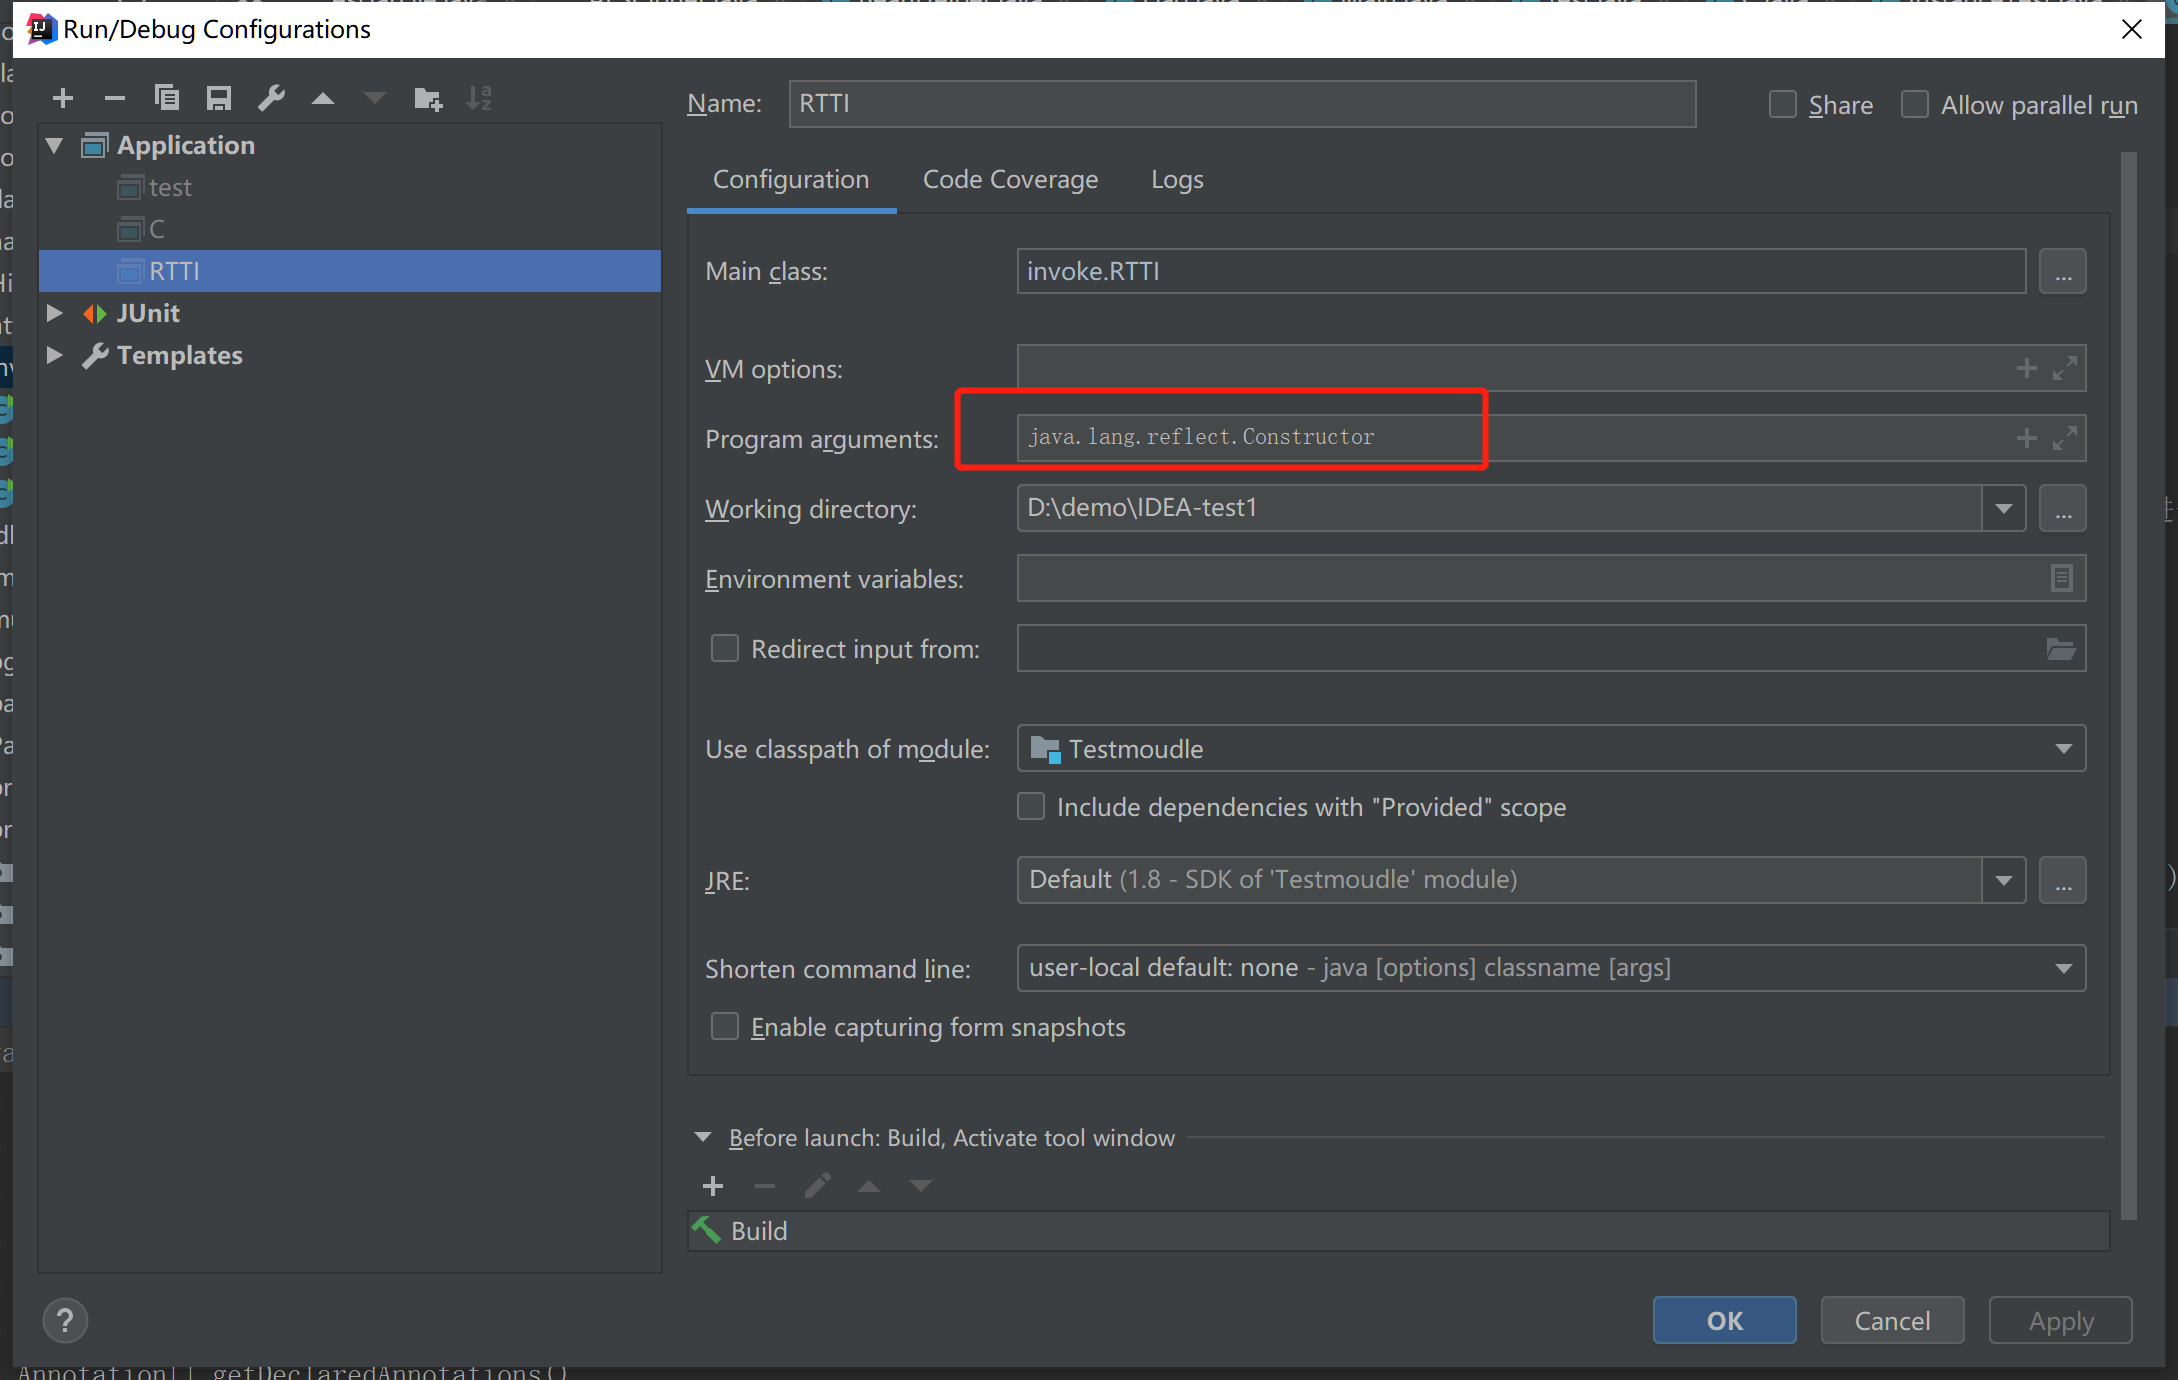 Run/Debug Configurations
Name: RTTI
Share
Allow parallel run
Application
test
C
RTTI
JUnit
Templates
Configuration
Code Coverage
Logs
Main class: invoke.RTTI
...
VM options:
Program arguments: java.lang.reflect.Constructor
Working directory: D:\demo\IDEA-test1
...
Environment variables:
Redirect input from:
Use classpath of module: Testmoudle
Include dependencies with "Provided" scope
JRE: Default (1.8 - SDK of 'Testmoudle' module)
...
Shorten command line: user-local default: none - java [options] classname [args]
Enable capturing form snapshots
Before launch: Build, Activate tool window
Build
?
OK
Cancel
Apply
Annotation[] getDeclaredAnnotations()